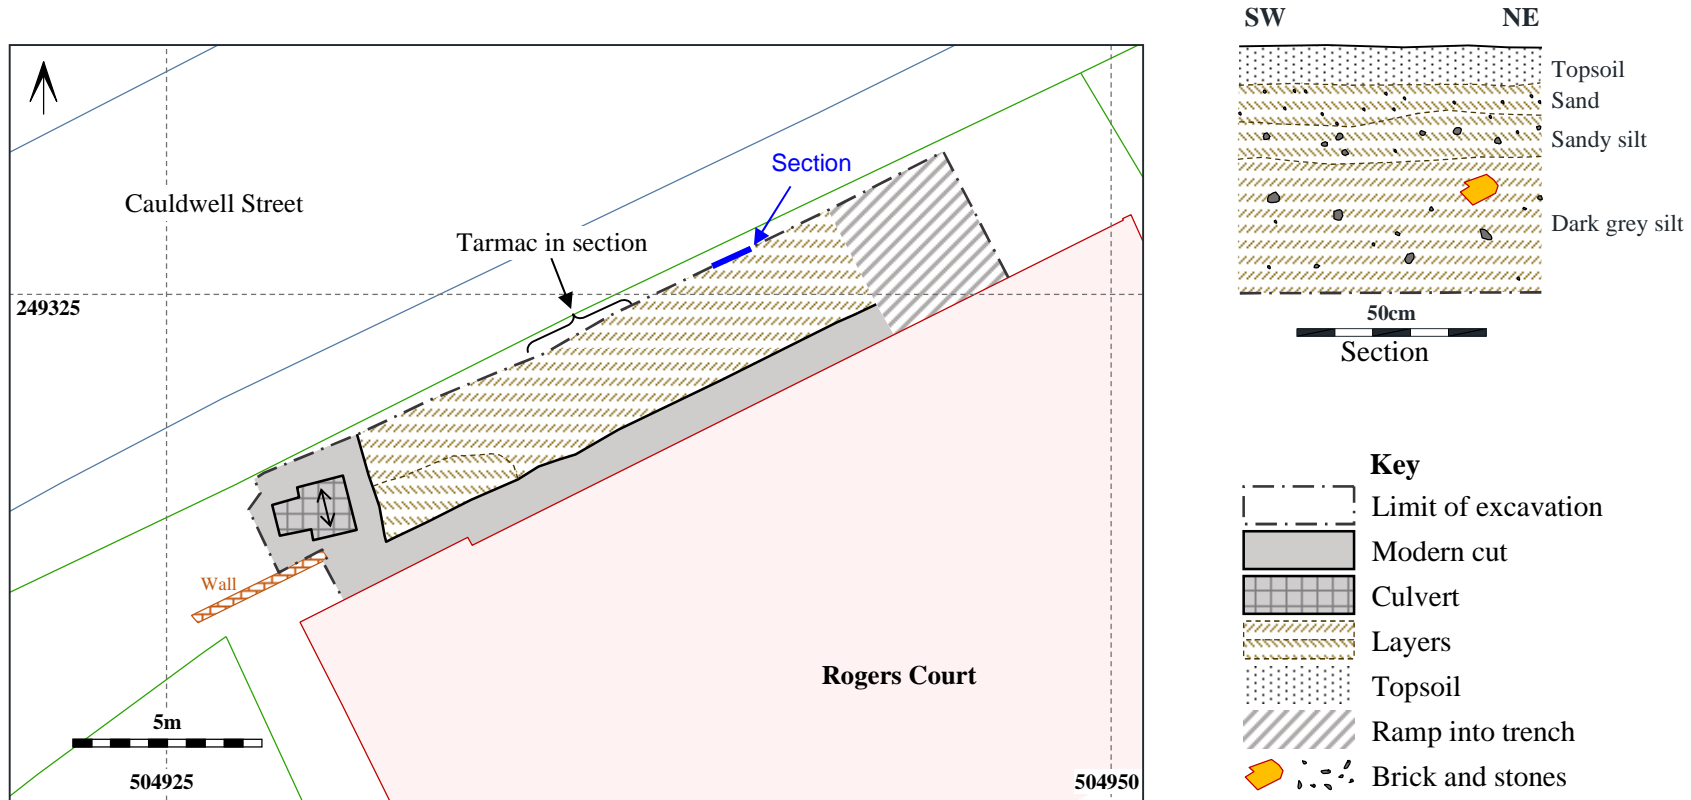 SW
NE
Topsoil
Sand
Sandy silt
Dark grey silt
50cm
Section
Section
Cauldwell Street
Tarmac in section
249325
Wall
Rogers Court
5m
504925
504950
Key
Limit of excavation
Modern cut
Culvert
Layers
Topsoil
Ramp into trench
Brick and stones